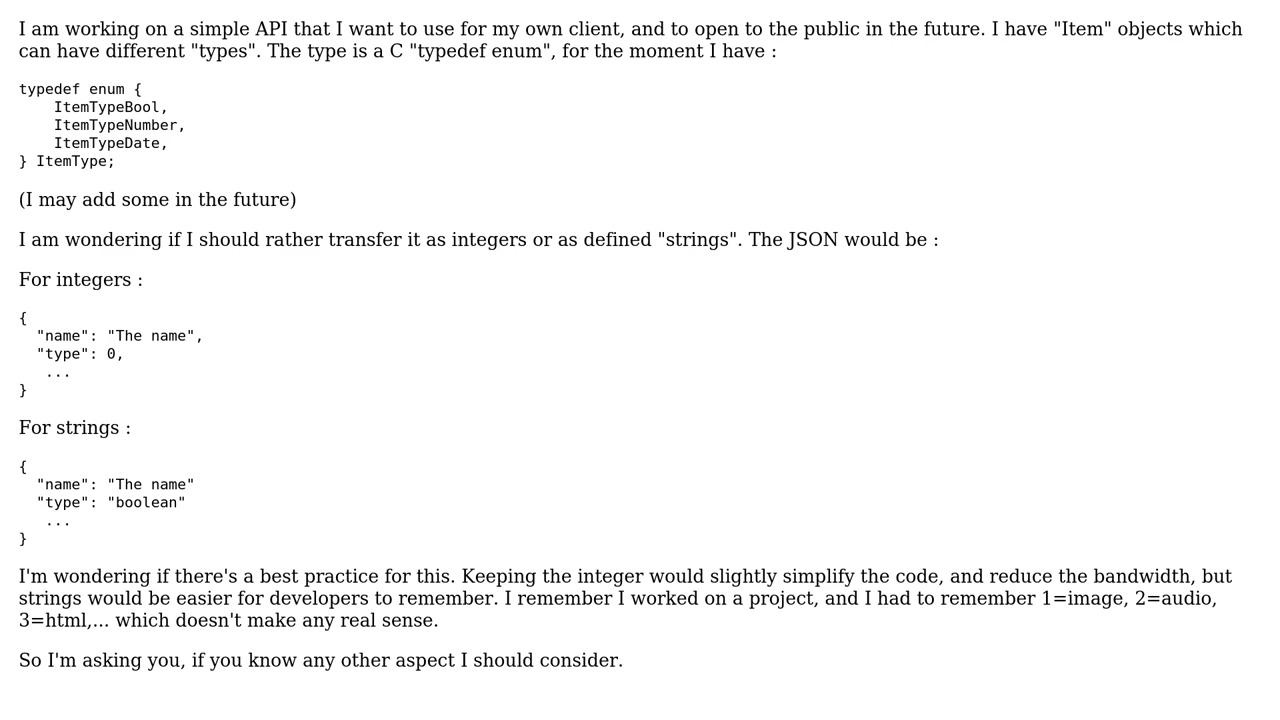 I am working on a simple API that I want to use for my own client, and to open to the public in the future. I have "Item" objects which
can have different "types". The type is a C "typedef enum", for the moment I have :
typedef enum {
    ItemTypeBool,
    ItemTypeNumber,
    ItemTypeDate,
} ItemType;
(I may add some in the future)
I am wondering if I should rather transfer it as integers or as defined "strings". The JSON would be :
For integers :
{
  "name": "The name",
  "type": 0,
   ...
}
For strings :
{
  "name": "The name"
  "type": "boolean"
   ...
}
I'm wondering if there's a best practice for this. Keeping the integer would slightly simplify the code, and reduce the bandwidth, but
strings would be easier for developers to remember. I remember I worked on a project, and I had to remember 1=image, 2=audio,
3=html,... which doesn't make any real sense.
So I'm asking you, if you know any other aspect I should consider.